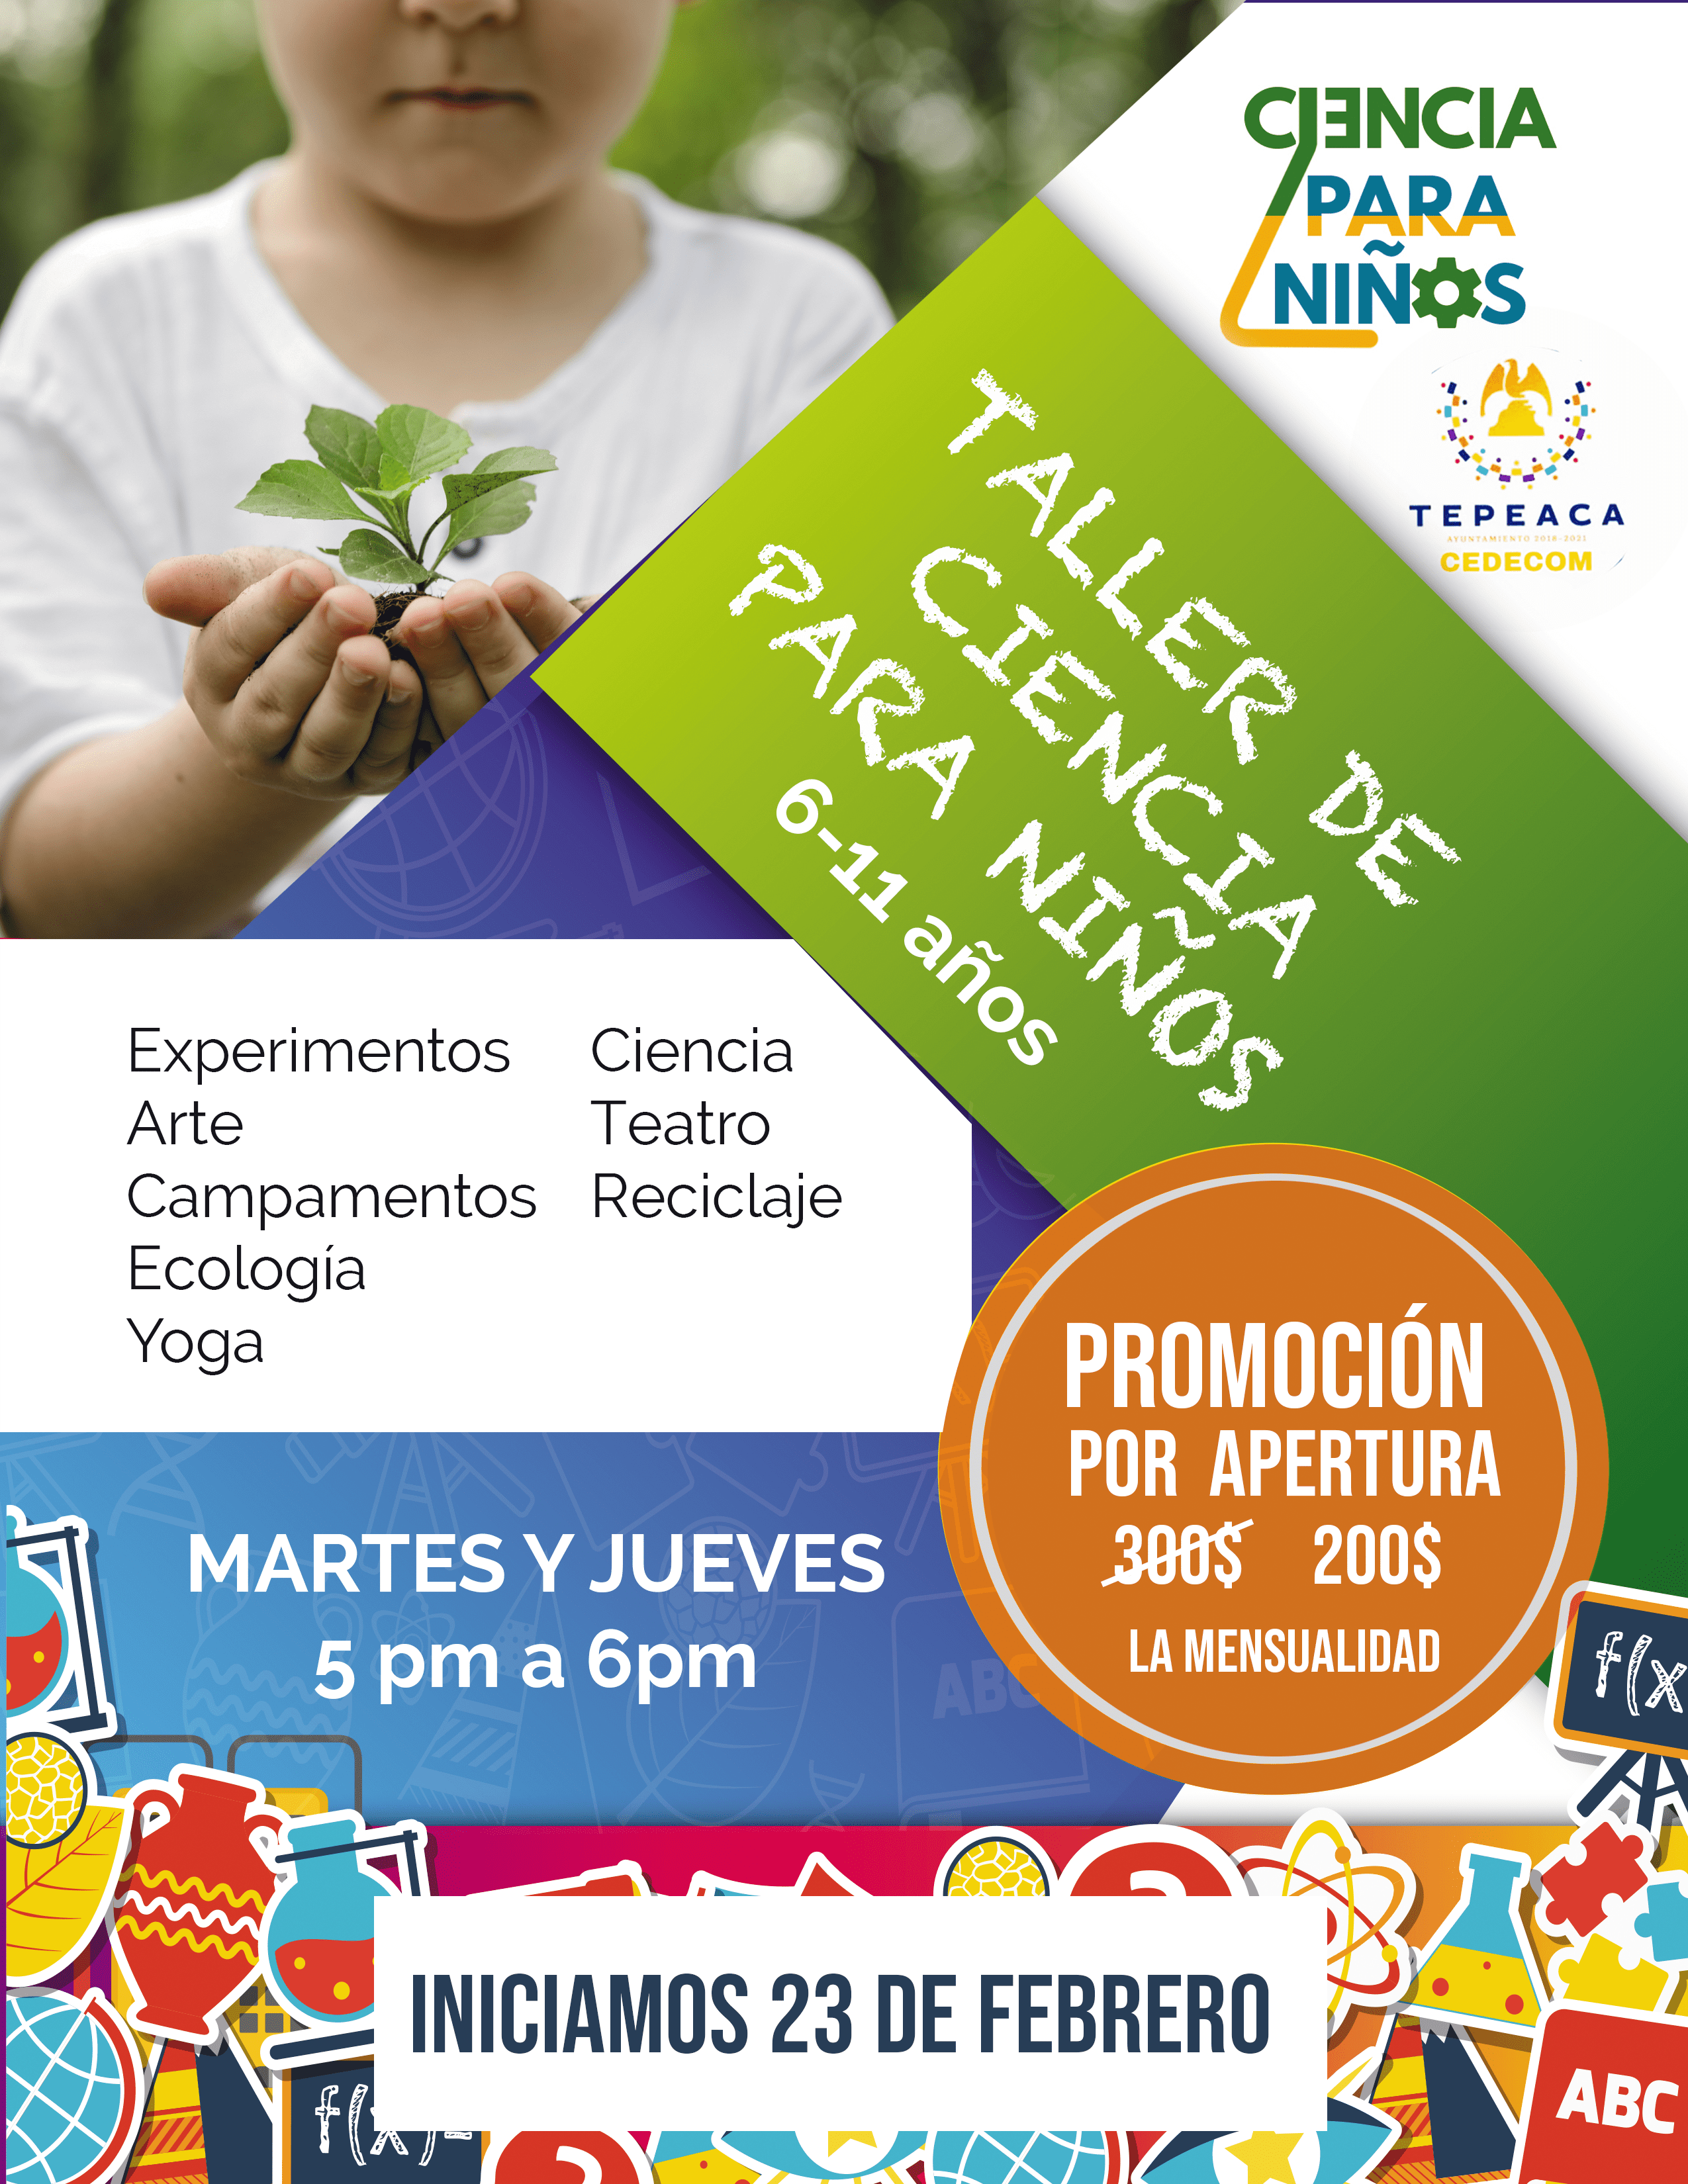 CIENCIA
PARA
NIÑOS
TEPEACA
AYUNTAMIENTO 2018-2021
CEDECOM
TALLER DE
CIENCIA
PARA NIÑOS
6-11 años
Experimentos
Arte
Campamentos
Ecología
Yoga
Ciencia
Teatro
Reciclaje
PROMOCIÓN
POR APERTURA
300$ 200$
LA MENSUALIDAD
MARTES Y JUEVES
5 pm a 6pm
ABC
f(x
INICIAMOS 23 DE FEBRERO
f(x)=
ABC